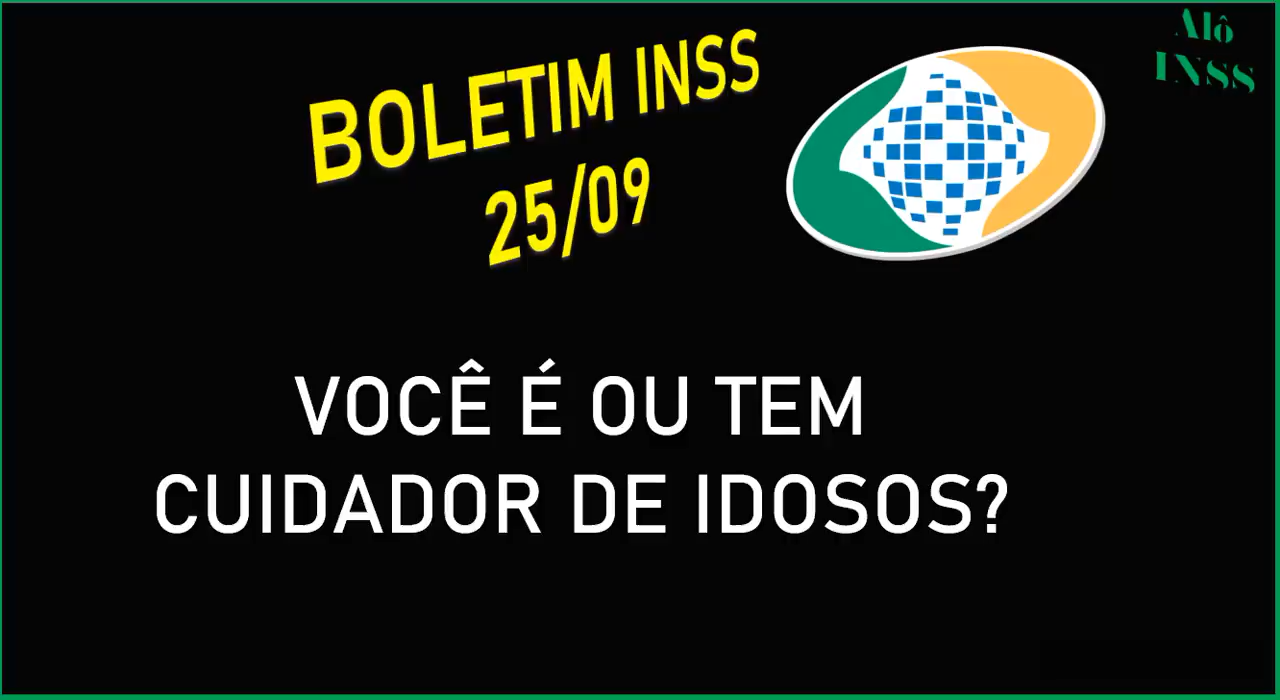 BOLETIM INSS
25/09
Alô
INSS
VOCÊ É OU TEM
CUIDADOR DE IDOSOS?